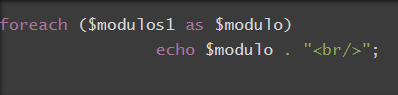 foreach ($modulos1 as $modulo)
echo $modulo . "<br/>";